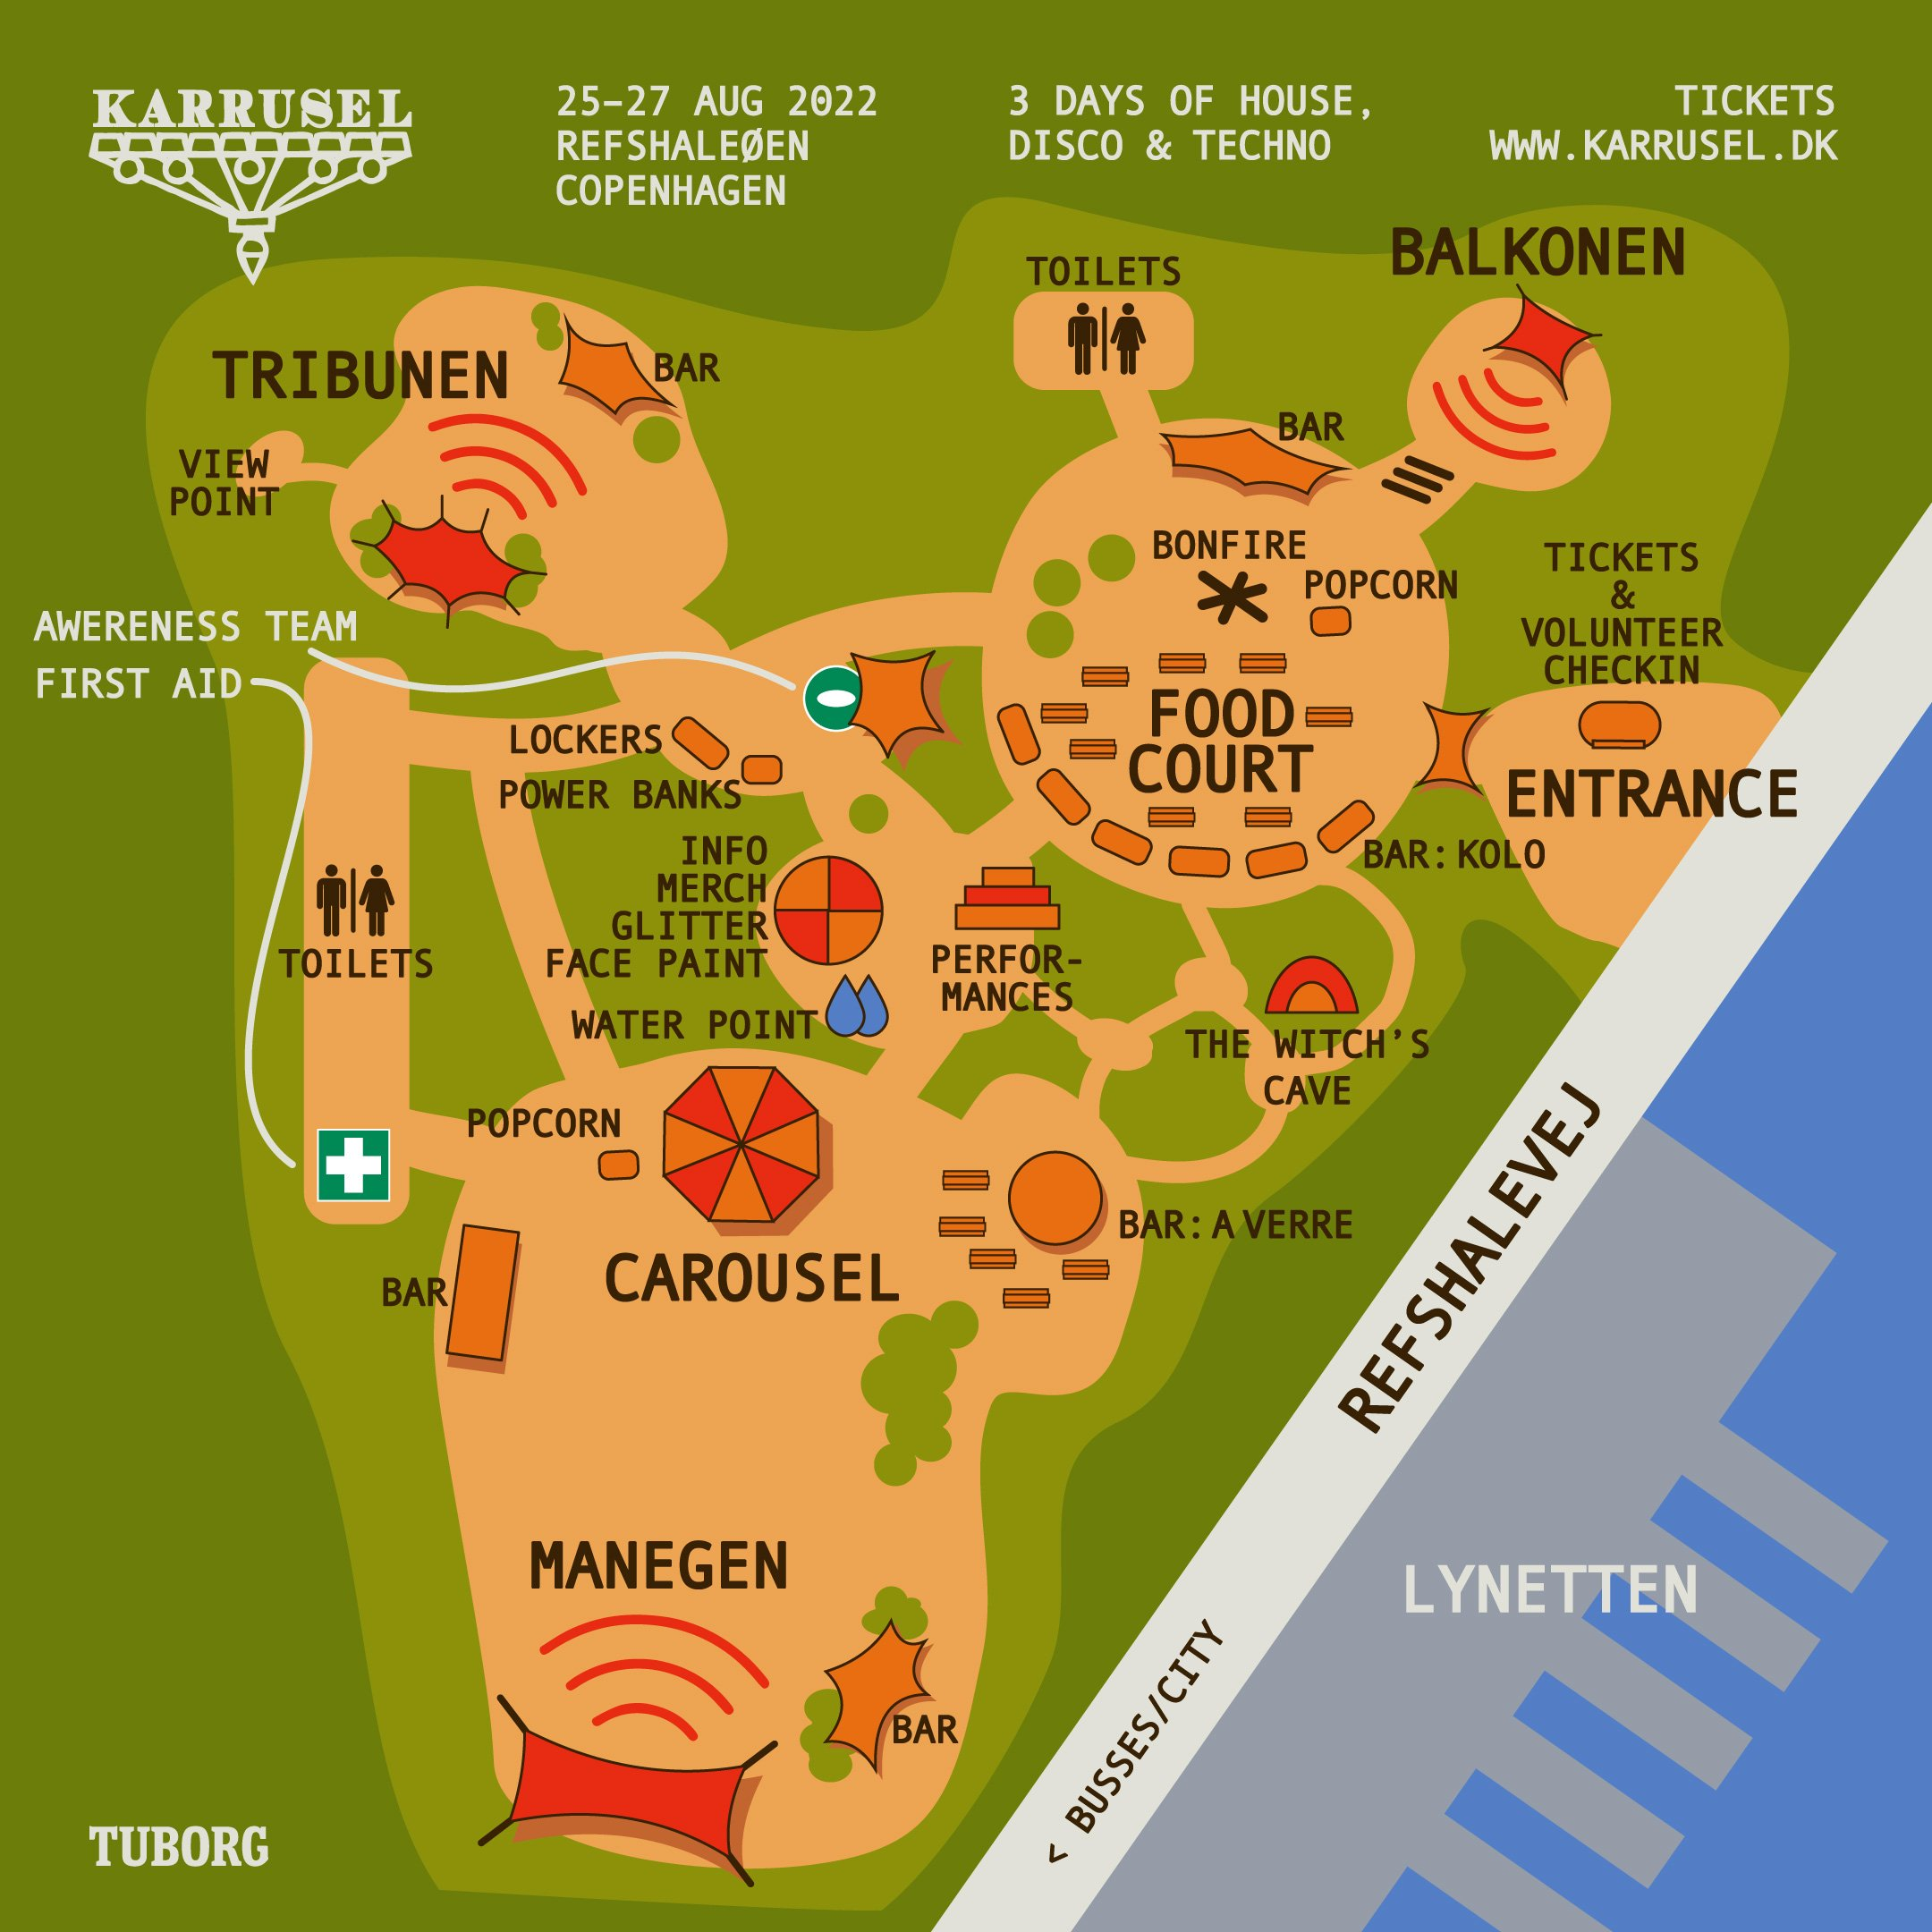 KARRUSEL
25–27 AUG 2022
REFSHALEØEN
COPENHAGEN
3 DAYS OF HOUSE,
DISCO & TECHNO
TICKETS
WWW.KARRUSEL.DK
BALKONEN
TOILETS
TRIBUNEN
BAR
VIEW
POINT
BAR
BONFIRE
POPCORN
TICKETS
&
VOLUNTEER
CHECKIN
AWERENESS TEAM
FIRST AID
LOCKERS
POWER BANKS
FOOD
COURT
ENTRANCE
BAR: KOLO
INFO
MERCH
GLITTER
FACE PAINT
WATER POINT
PERFOR-
MANCES
TOILETS
THE WITCH'S
CAVE
POPCORN
BAR: A VERRE
CAROUSEL
BAR
REFSHALEVEJ
MANEGEN
LYNETTEN
BAR
< BUSSES/CITY
TUBORG